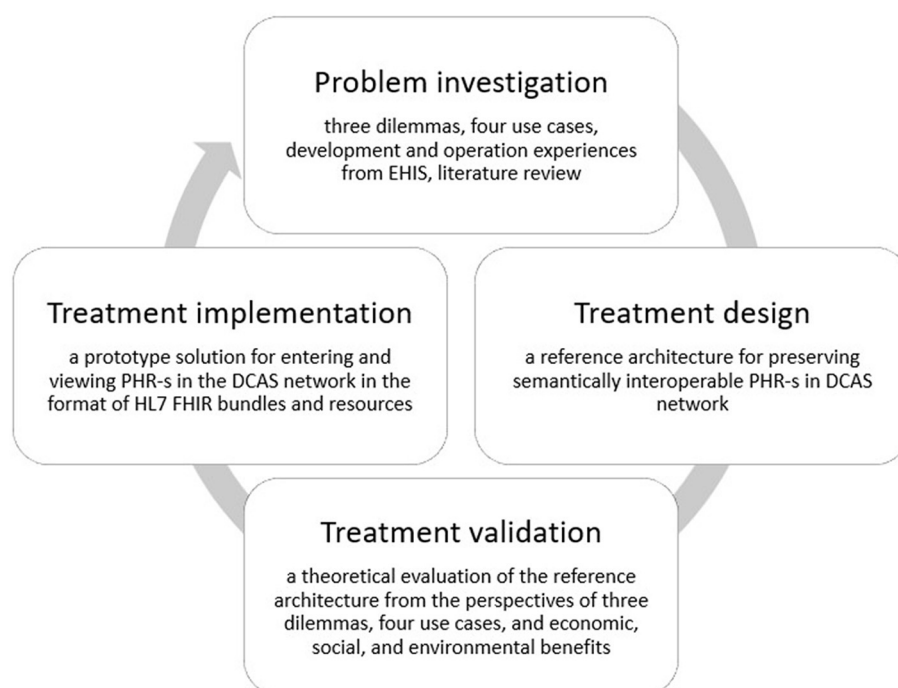 Problem investigation
three dilemmas, four use cases,
development and operation experiences
from EHIS, literature review
Treatment implementation
a prototype solution for entering and
viewing PHR-s in the DCAS network in the
format of HL7 FHIR bundles and resources
Treatment design
a reference architecture for preserving
semantically interoperable PHR-s in DCAS
network
Treatment validation
a theoretical evaluation of the reference
architecture from the perspectives of three
dilemmas, four use cases, and economic,
social, and environmental benefits